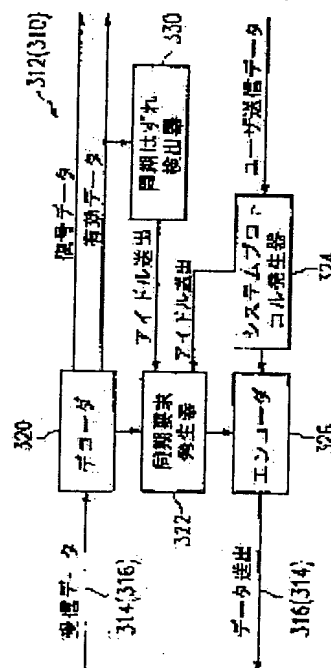 312(310)
信号データ
有効データ
330
同期はずれ
検出器
ユーザ送信データ
アイドル送出
アイドル送出
システムプロト
コル発生器
324
320
デコーダ
同期要求
発生器
322
エンコーダ
326
受信データ
314(316)
データ送出
316(314)